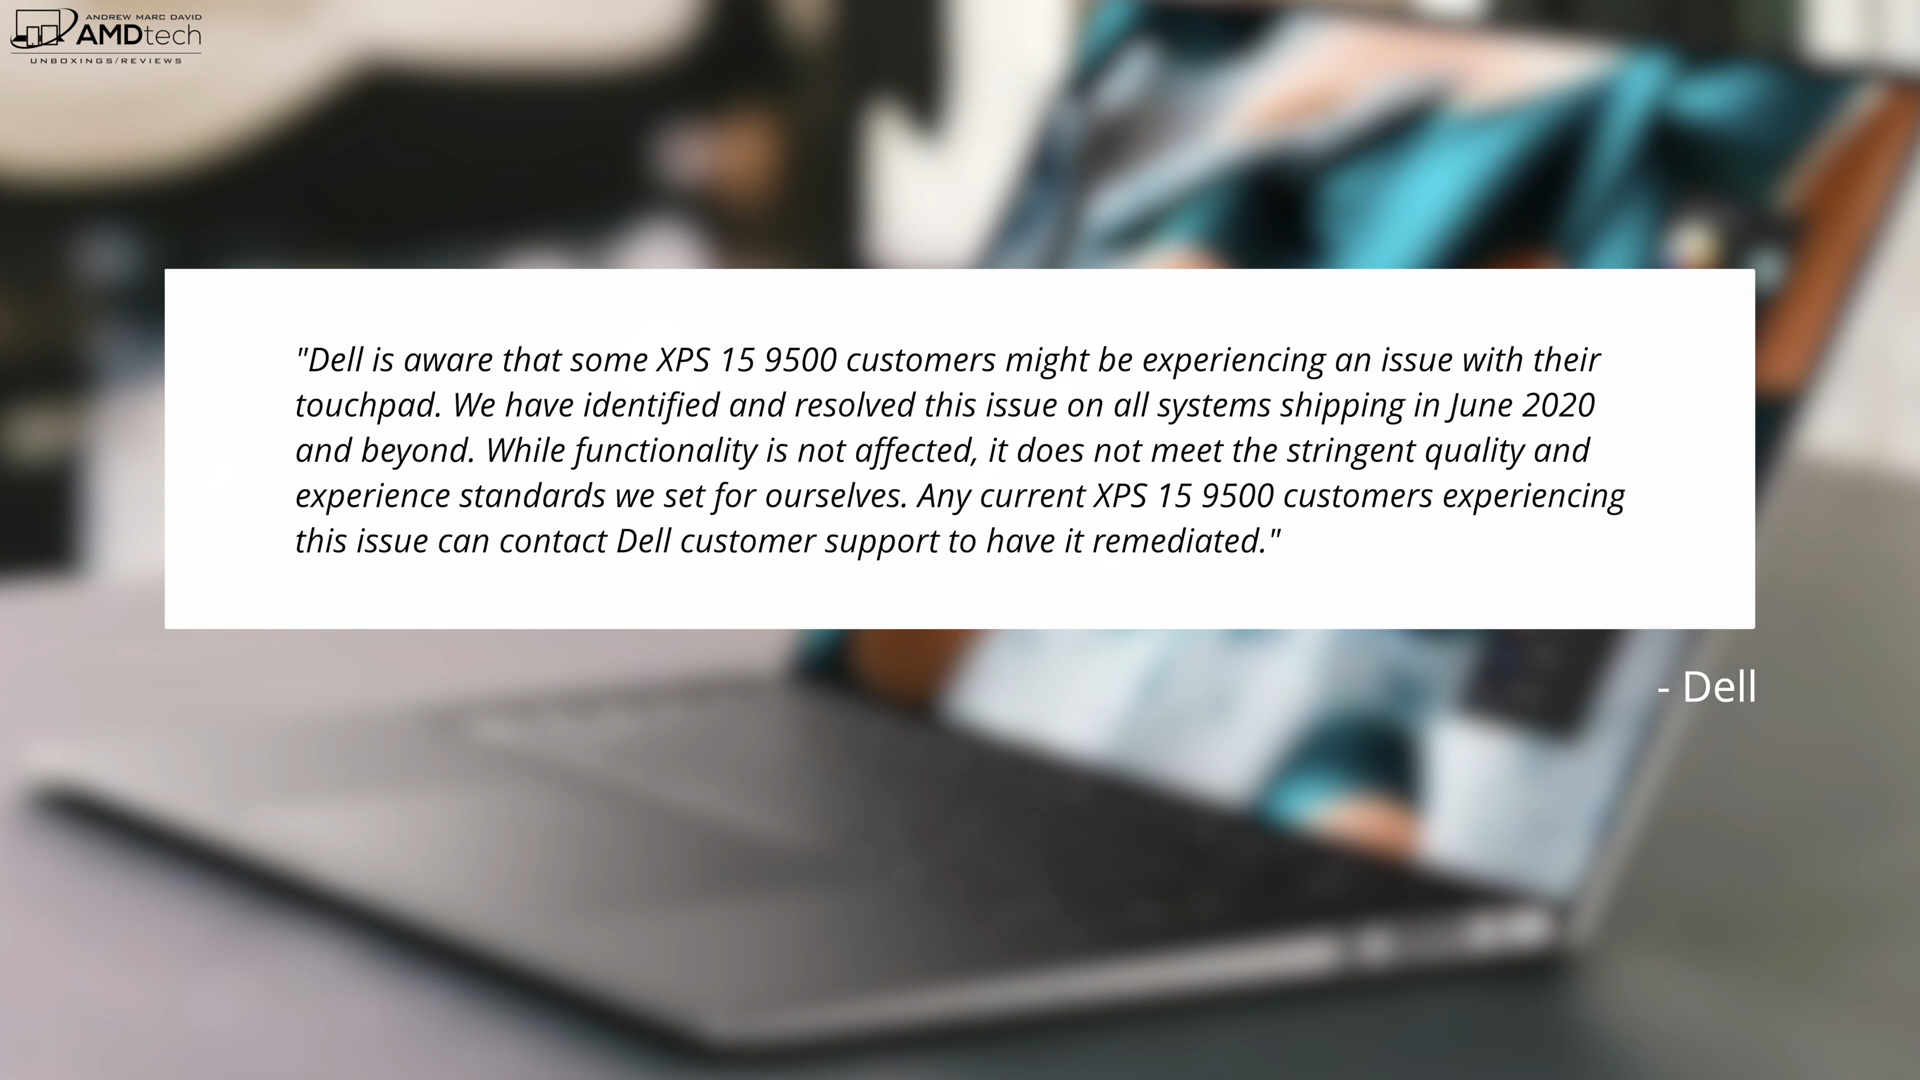 ANDREW MARC DAVID
AMDtech
UNBOXINGS/REVIEWS
"Dell is aware that some XPS 15 9500 customers might be experiencing an issue with their
touchpad. We have identified and resolved this issue on all systems shipping in June 2020
and beyond. While functionality is not affected, it does not meet the stringent quality and
experience standards we set for ourselves. Any current XPS 15 9500 customers experiencing
this issue can contact Dell customer support to have it remediated."
- Dell